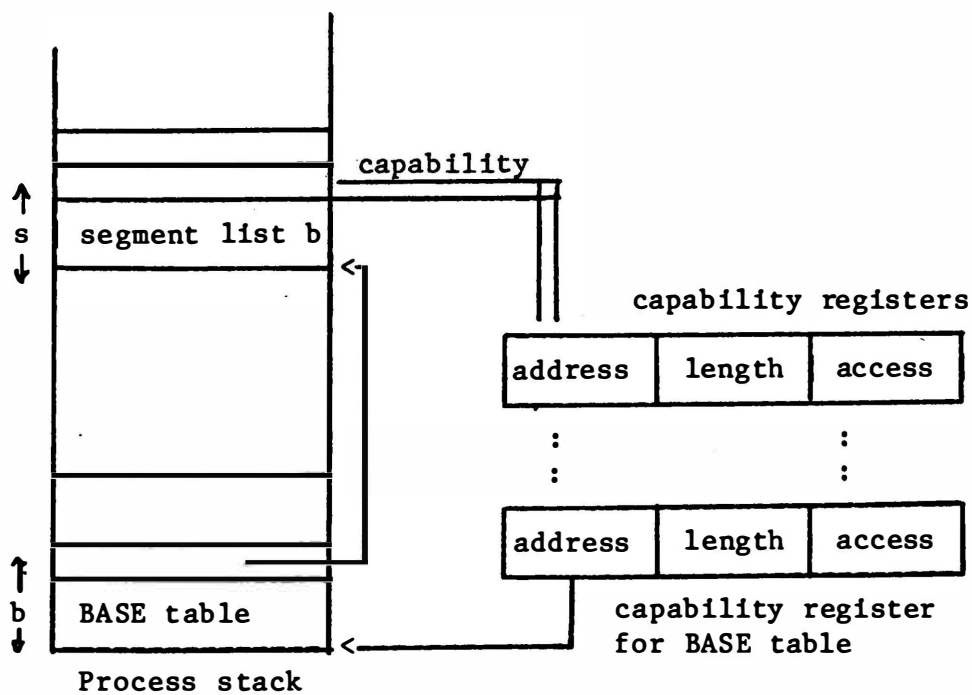 capability
s
segment list b
capability registers
address length access
: :
: :
address length access
b
BASE table
capability register
for BASE table
Process stack